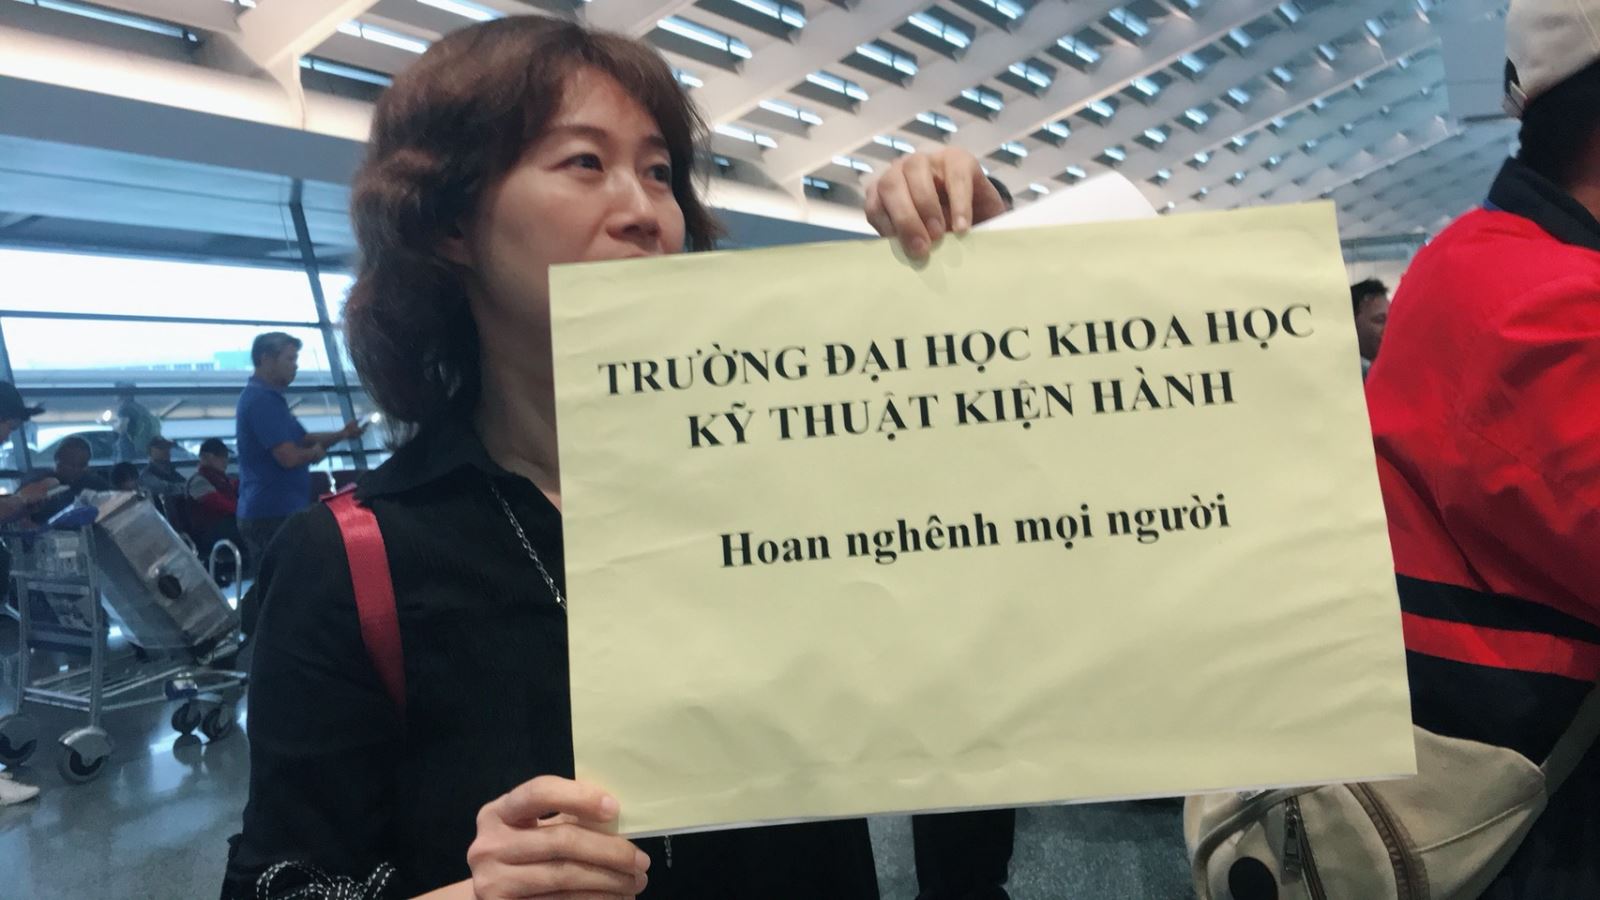 TRƯỜNG ĐẠI HỌC KHOA HỌC
KỸ THUẬT KIỆN HÀNH
Hoan nghênh mọi người